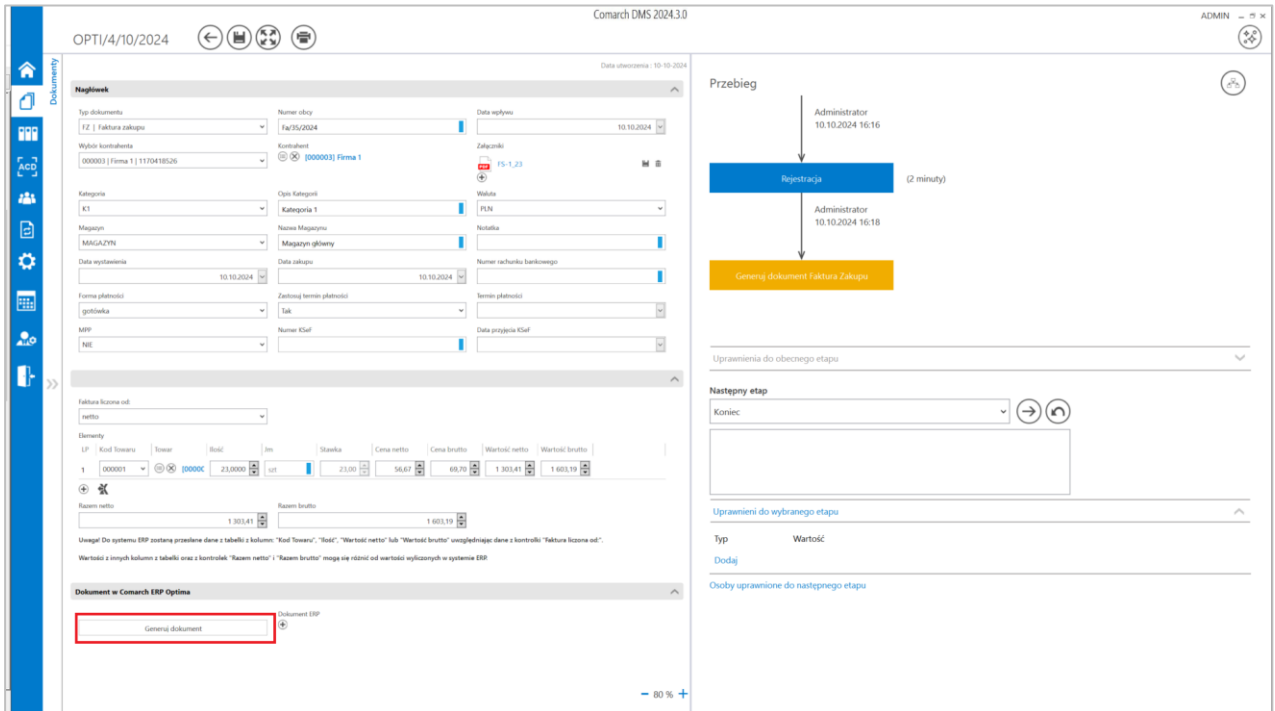 Comarch DMS 2024.3.0
ADMIN
OPTI/4/10/2024
Dokumenty
Data utworzenia : 10-10-2024
Nagłówek
Typ dokumentu Numer obcy Data wpływu
FZ | Faktura zakupu Fa/35/2024 10.10.2024
Wybór kontrahenta Kontrahent Załączniki
000003 | Firma 1 | 1170418526 [000003] Firma 1 PDF FS-1_23
Kategoria Opis Kategorii Waluta
K1 Kategoria 1 PLN
Magazyn Nazwa Magazynu Notatka
MAGAZYN Magazyn główny
Data wystawienia Data zakupu Numer rachunku bankowego
10.10.2024 10.10.2024
Forma płatności Zastosuj termin płatności Termin płatności
gotówka Tak
MPP Numer KSeF Data przyjęcia KSeF
NIE
Faktura liczona od:
netto
Elementy
LP Kod Towaru Towar Ilość Jm Stawka Cena netto Cena brutto Wartość netto Wartość brutto
1 000001 [0000C 23,0000 szt 23,00 56,67 69,70 1 303,41 1 603,19
Razem netto Razem brutto
1 303,41 1 603,19
Uwaga! Do systemu ERP zostaną przesłane dane z tabelki z kolumn: "Kod Towaru", "Ilość", "Wartość netto" lub "Wartość brutto" uwzględniając dane z kontrolki "Faktura liczona od:".
Wartości z innych kolumn z tabelki oraz z kontrolek "Razem netto" i "Razem brutto" mogą się różnić od wartości wyliczonych w systemie ERP.
Dokument w Comarch ERP Optima
Generuj dokument
Dokument ERP
80 %
Przebieg
Administrator
10.10.2024 16:16
Rejestracja (2 minuty)
Administrator
10.10.2024 16:18
Generuj dokument Faktura Zakupu
Uprawnienia do obecnego etapu
Następny etap
Koniec
Uprawnieni do wybranego etapu
Typ Wartość
Dodaj
Osoby uprawnione do następnego etapu
ACD